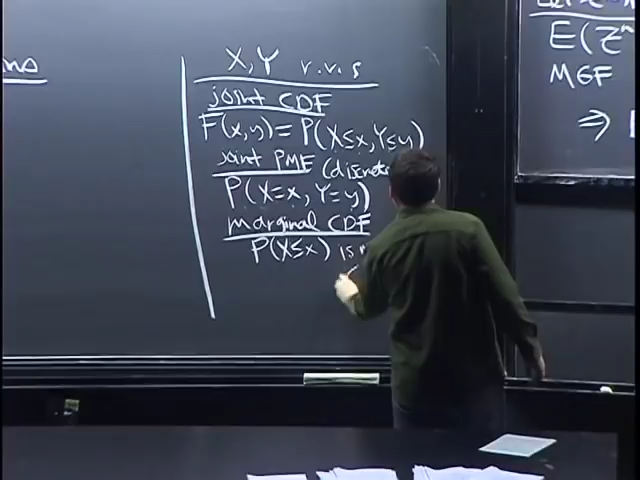 X, Y r.v.s
joint CDF
F(x,y) = P(X≤x, Y≤y)
joint PMF (discrete
P(X=x, Y=y)
marginal CDF
P(X≤x) is
E(Z^n
MGF
⇒